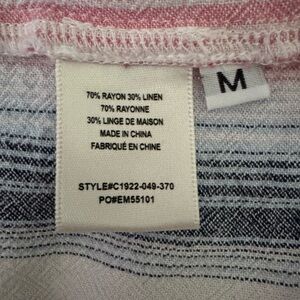 70% RAYON 30% LINEN
70% RAYONNE
30% LINGE DE MAISON
MADE IN CHINA
FABRIQUÉ EN CHINE
STYLE#C1922-049-370
PO#EM55101
M